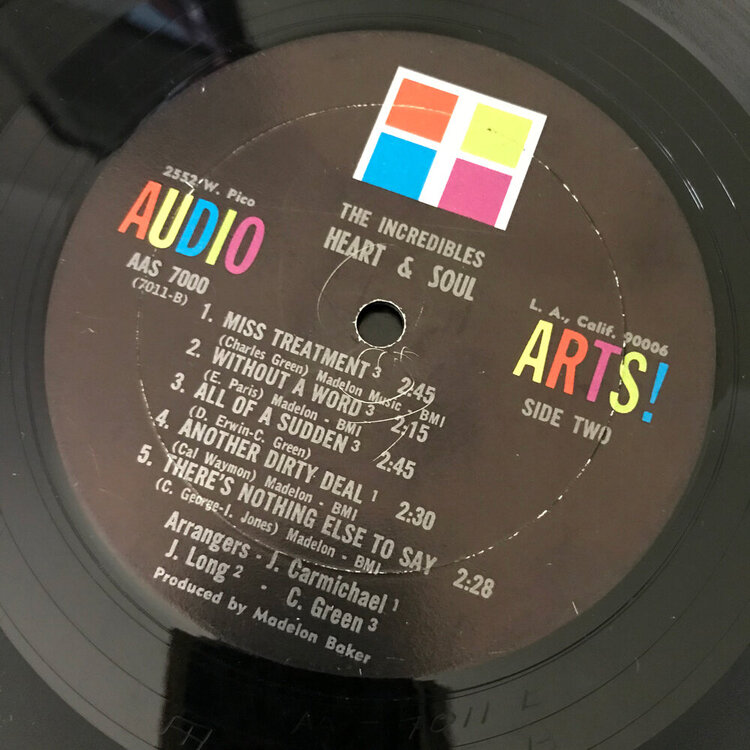 2552 W. Pico
AUDIO
AAS 7000
(7011-B)
THE INCREDIBLES
HEART & SOUL
L. A., Calif. 90006
ARTS!
SIDE TWO
1. MISS TREATMENT 3 2:45
(Charles Green) Madelon Music - BMI
2. WITHOUT A WORD 3 2:15
(E. Paris) Madelon - BMI
3. ALL OF A SUDDEN 3 2:45
(D. Erwin-C. Green)
4. ANOTHER DIRTY DEAL 1 2:30
(Cal Waymon) Madelon - BMI
5. THERE'S NOTHING ELSE TO SAY 2:28
(C. George-I. Jones) Madelon - BMI
Arrangers - J. Carmichael 1
J. Long 2 - C. Green 3
Produced by Madelon Baker
7011